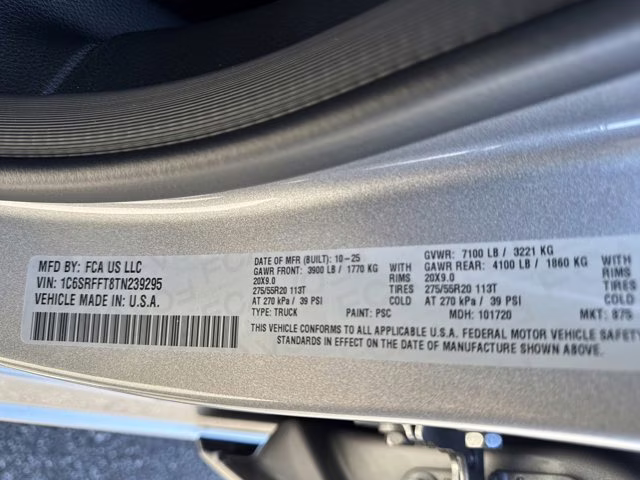 MFD BY: FCA US LLC
VIN: 1C6SRFFT8TN239295
VEHICLE MADE IN: U.S.A.
DATE OF MFR (BUILT): 10-25
GAWR FRONT: 3900 LB / 1770 KG WITH
20X9.0 RIMS
275/55R20 113T TIRES
AT 270 kPa / 39 PSI COLD
TYPE: TRUCK PAINT: PSC
GVWR: 7100 LB / 3221 KG
GAWR REAR: 4100 LB / 1860 KG WITH
20X9.0 RIMS
275/55R20 113T TIRES
AT 270 kPa / 39 PSI COLD
MDH: 101720 MKT: 875
THIS VEHICLE CONFORMS TO ALL APPLICABLE U.S.A. FEDERAL MOTOR VEHICLE SAFETY
STANDARDS IN EFFECT ON THE DATE OF MANUFACTURE SHOWN ABOVE.